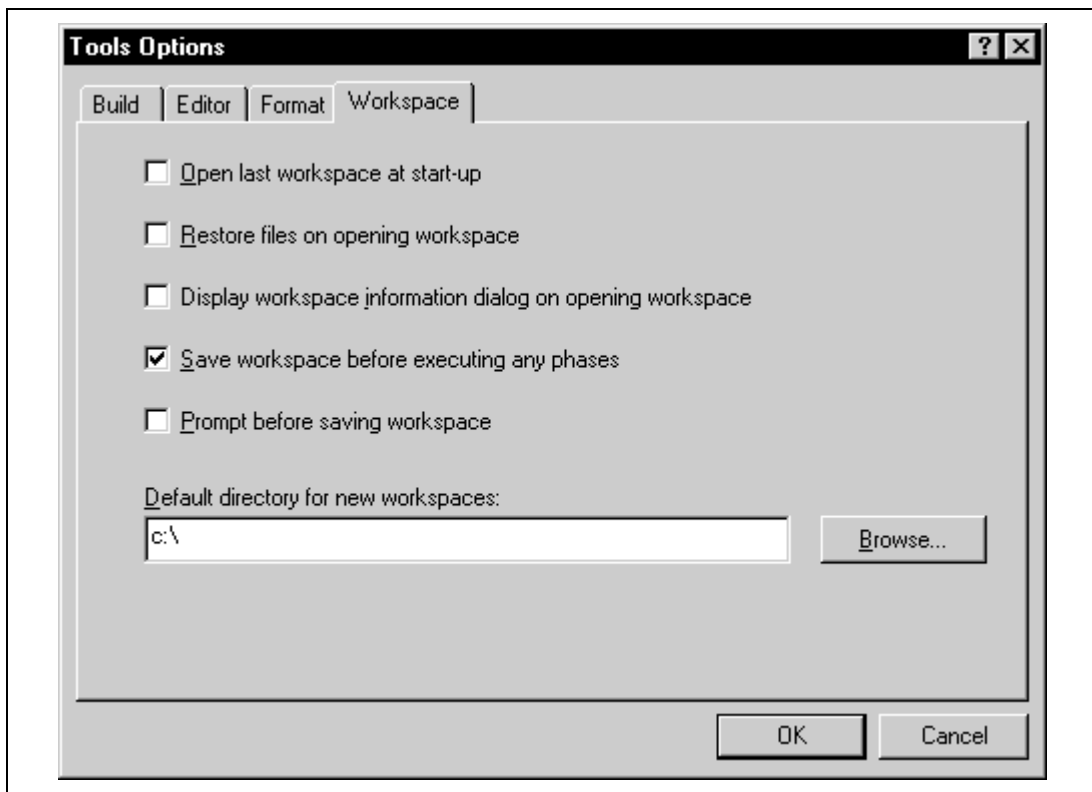 Tools Options
Build Editor Format Workspace
Open last workspace at start-up
Restore files on opening workspace
Display workspace information dialog on opening workspace
Save workspace before executing any phases
Prompt before saving workspace
Default directory for new workspaces:
c:\
Browse...
OK Cancel